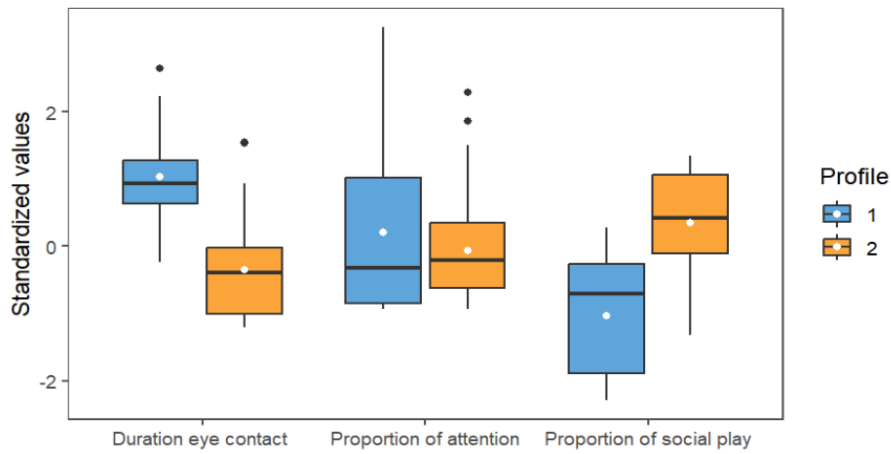 Standardized values
2
0
-2
Duration eye contact
Proportion of attention
Proportion of social play
Profile
1
2